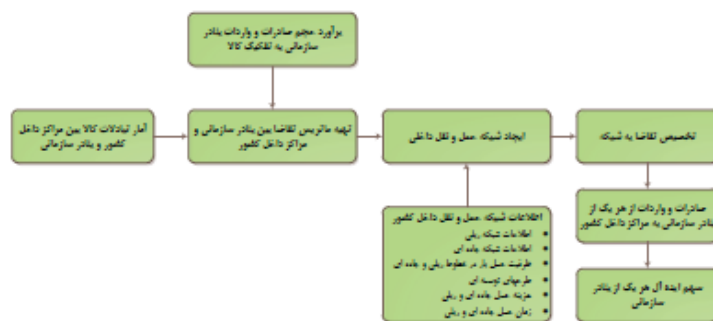 برآورد حجم صادرات و واردات بنادر
سازمانی به تفکیک کالا
آمار تبادلات کالا بین مراکز داخل
کشور و بنادر سازمانی
تهیه ماتریس تقاضا بین بنادر سازمانی و
مراکز داخل کشور
ایجاد شبکه حمل و نقل داخلی
تخصیص تقاضا به شبکه
اطلاعات شبکه حمل و نقل داخل کشور
• اطلاعات شبکه ریلی
• اطلاعات شبکه جاده ای
• ظرفیت حمل بار در خطوط ریلی و جاده ای
• طرحهای توسعه ای
• هزینه حمل جاده ای و ریلی
• زمان حمل جاده ای و ریلی
صادرات و واردات از هر یک از
بنادر سازمانی به مراکز داخل کشور
سهم ایده آل هر یک از بنادر
سازمانی